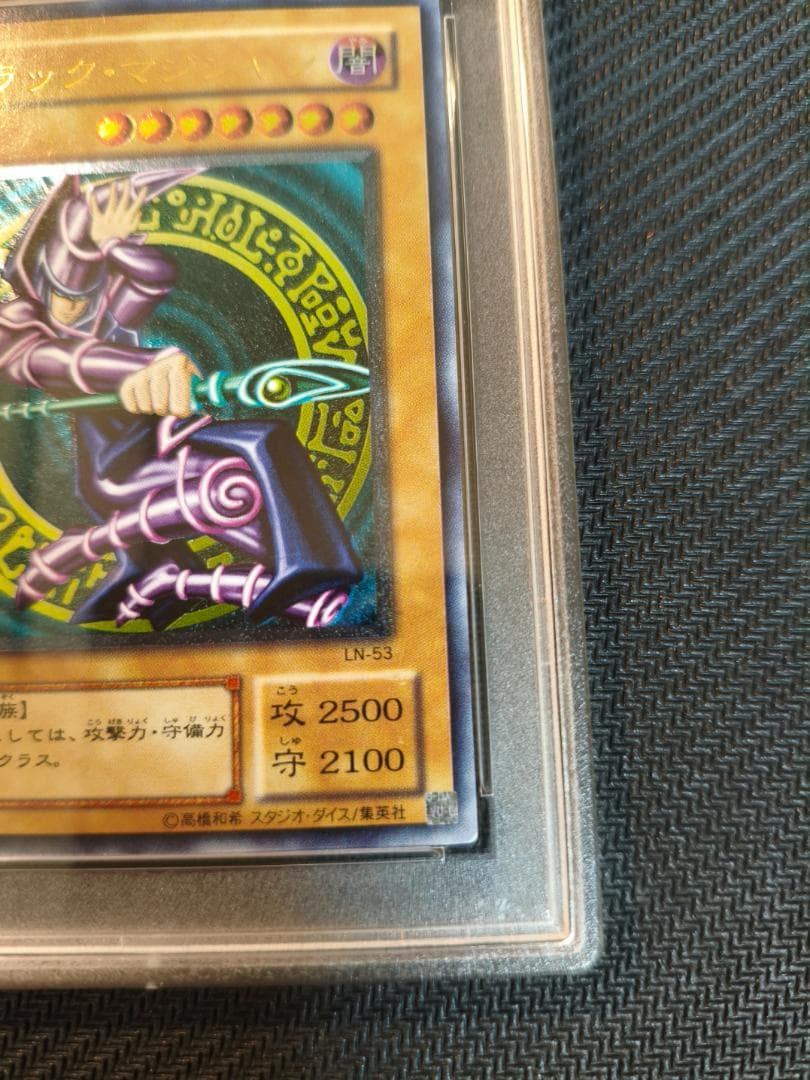 ラック・マジシャン 闇
LN-53
族】
しては、攻撃力・守備力
クラス。
攻 2500
守 2100
©高橋和希 スタジオ・ダイス/集英社